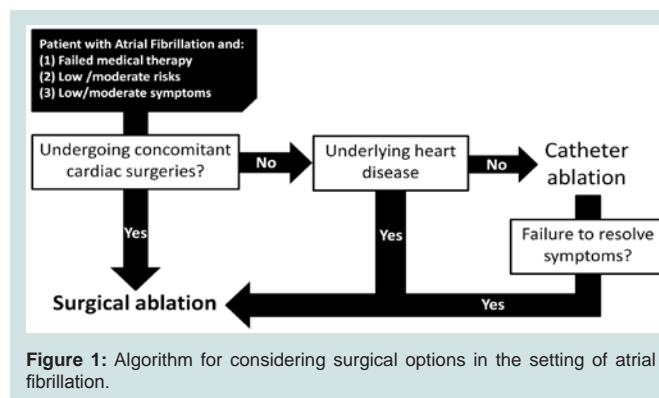 Patient with Atrial Fibrillation and:
(1) Failed medical therapy
(2) Low /moderate risks
(3) Low/moderate symptoms
Undergoing concomitant
cardiac surgeries?
No
Underlying heart
disease
No
Catheter
ablation
Yes
Yes
Failure to resolve
symptoms?
Surgical ablation
Yes
Figure 1: Algorithm for considering surgical options in the setting of atrial
fibrillation.